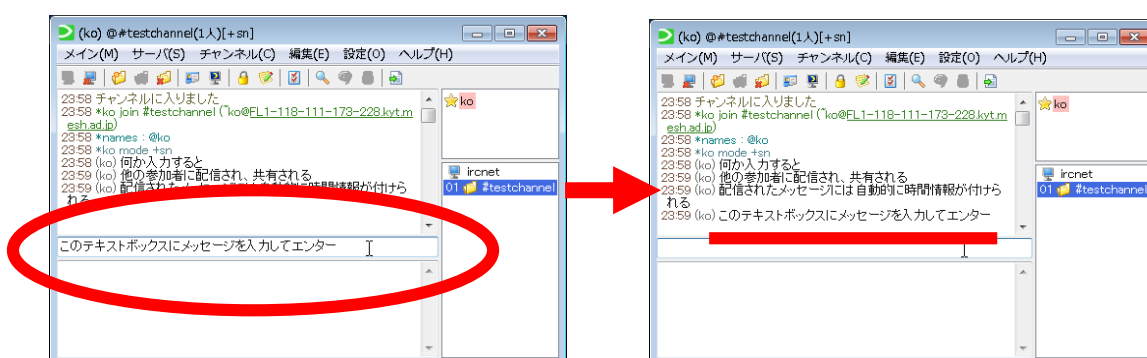 (ko) @#testchannel(1人)[+sn]
メイン(M) サーバ(S) チャンネル(C) 編集(E) 設定(O) ヘルプ(H)
23:58 チャンネルに入りました
23:58 *ko join #testchannel (~ko@FL1-118-111-173-228.kyt.m
esh.ad.jp)
23:58 *names : @ko
23:58 *ko mode +sn
23:58 (ko) 何か入力すると
23:59 (ko) 他の参加者に配信され、共有される
23:59 (ko) 配信された
時間情報が付けら
れる
このテキストボックスにメッセージを入力してエンター
ko
ircnet
01 #testchannel
(ko) @#testchannel(1人)[+sn]
メイン(M) サーバ(S) チャンネル(C) 編集(E) 設定(O) ヘルプ(H)
23:58 チャンネルに入りました
23:58 *ko join #testchannel (~ko@FL1-118-111-173-228.kyt.m
esh.ad.jp)
23:58 *names : @ko
23:58 *ko mode +sn
23:58 (ko) 何か入力すると
23:58 (ko) 他の参加者に配信され、共有される
23:59 (ko) 配信されたメッセージには自動的に時間情報が付けら
れる
23:59 (ko) このテキストボックスにメッセージを入力してエンター
ko
ircnet
01 #testchannel